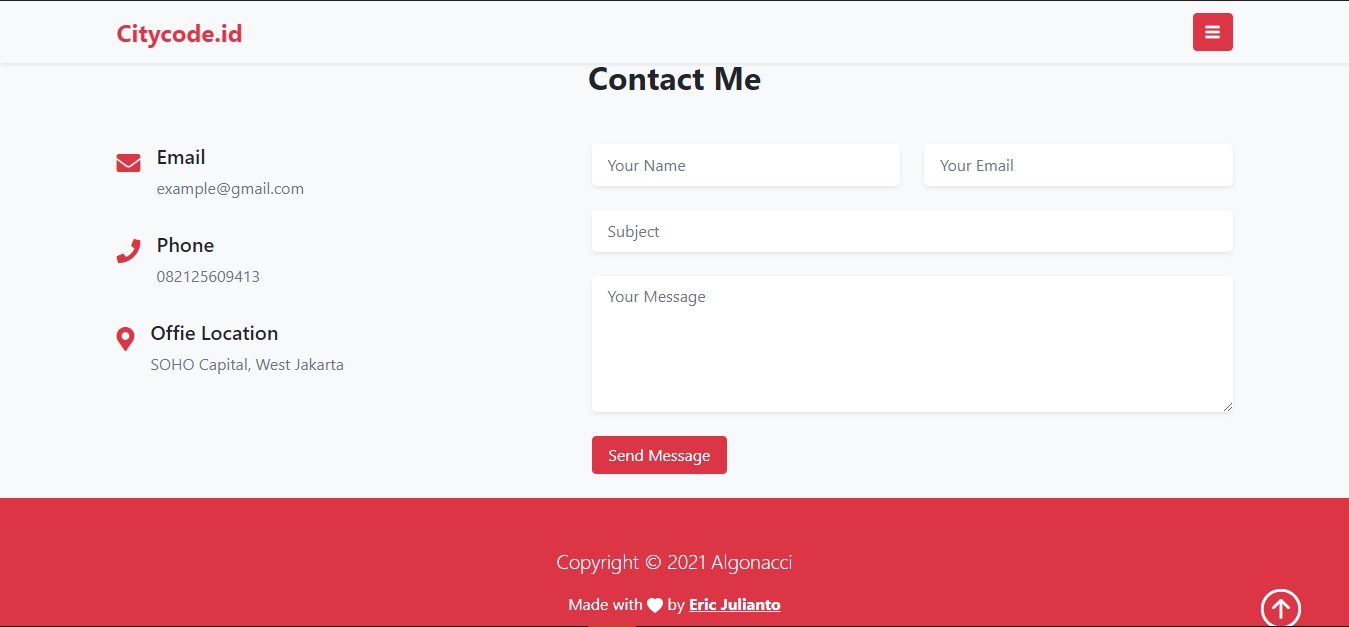 Citycode.id
Contact Me
Email
example@gmail.com
Phone
082125609413
Offie Location
SOHO Capital, West Jakarta
Your Name
Your Email
Subject
Your Message
Send Message
Copyright © 2021 Algonacci
Made with by Eric Julianto